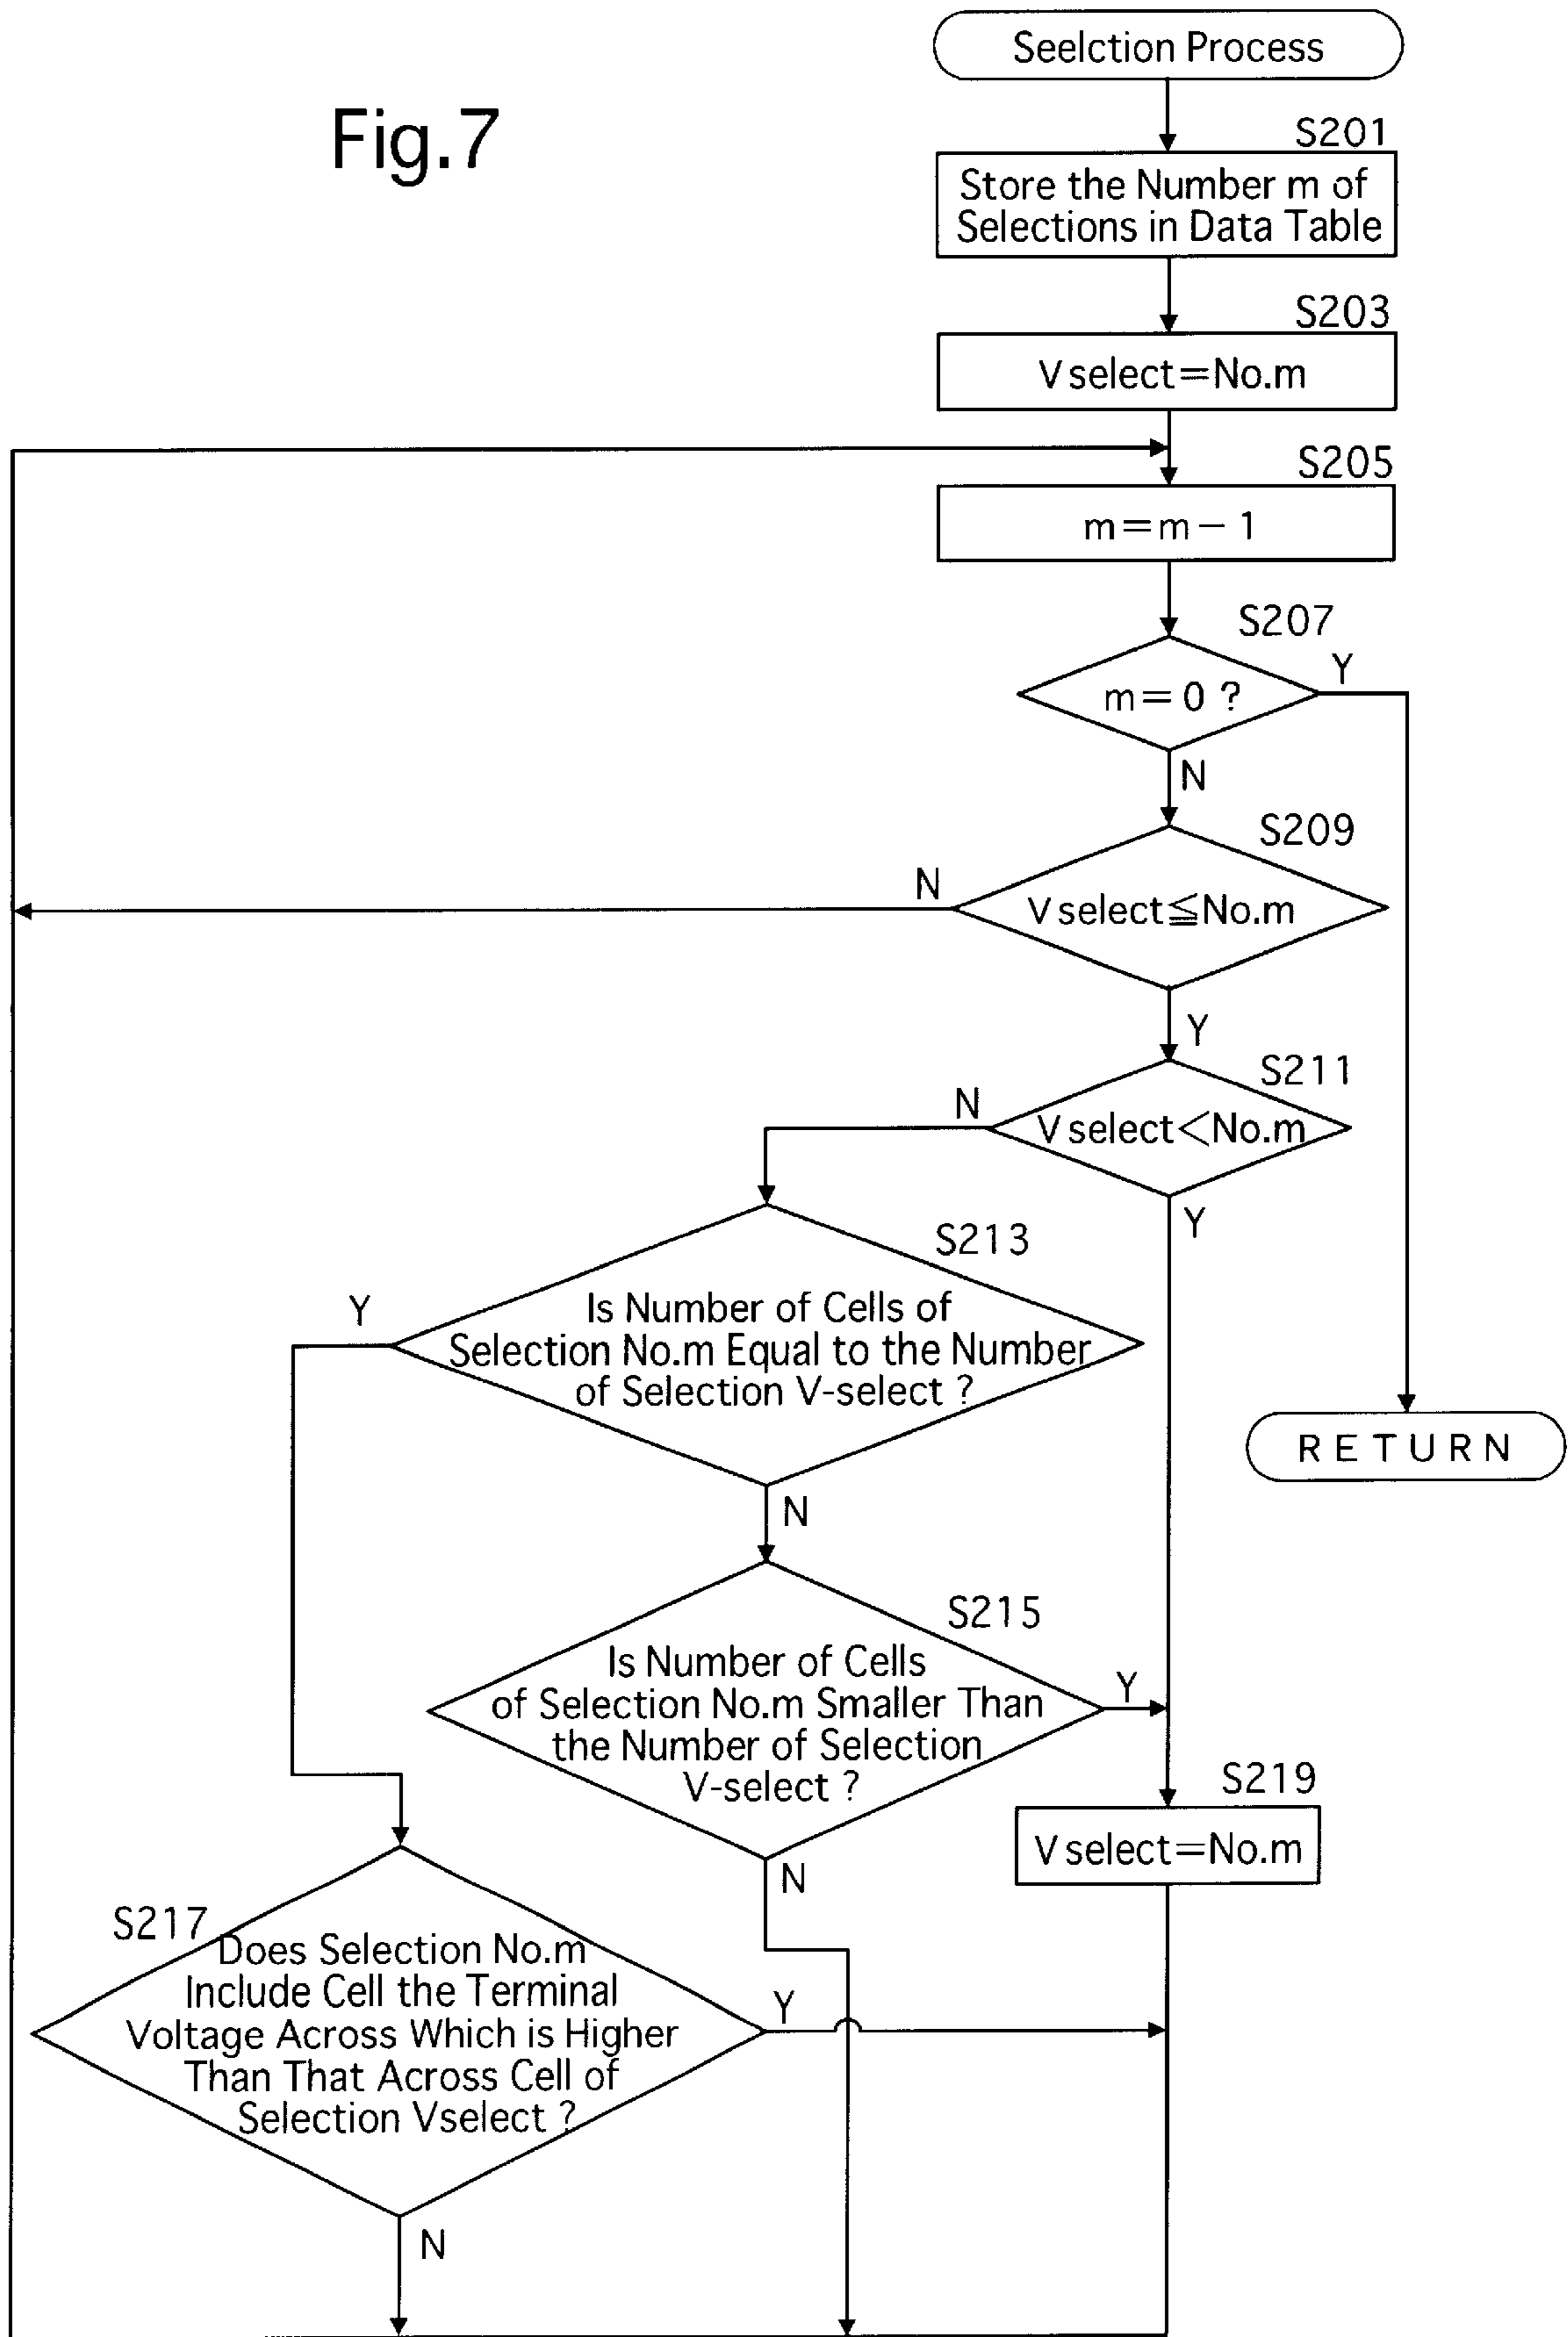 Fig.7
Seelction Process
S201
Store the Number m of
Selections in Data Table
S203
Vselect=No.m
S205
m=m-1
S207
m=0 ?
Y
N
S209
Vselect≦No.m
N
Y
S211
Vselect<No.m
N
Y
S213
Is Number of Cells of
Selection No.m Equal to the Number
of Selection V-select ?
Y
N
RETURN
S215
Is Number of Cells
of Selection No.m Smaller Than
the Number of Selection
V-select ?
Y
N
S219
Vselect=No.m
S217
Does Selection No.m
Include Cell the Terminal
Voltage Across Which is Higher
Than That Across Cell of
Selection Vselect ?
Y
N